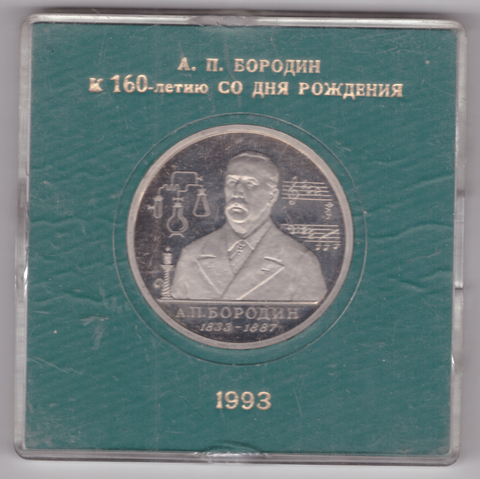 А. П. БОРОДИН
К 160-летию СО ДНЯ РОЖДЕНИЯ
А.П.БОРОДИН
1833-1887
1993